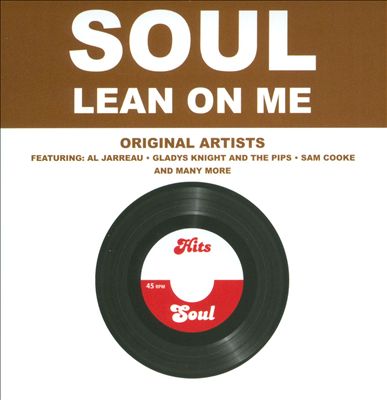 SOUL
LEAN ON ME
ORIGINAL ARTISTS
FEATURING: AL JARREAU • GLADYS KNIGHT AND THE PIPS • SAM COOKE
AND MANY MORE
Hits
45 RPM
Soul